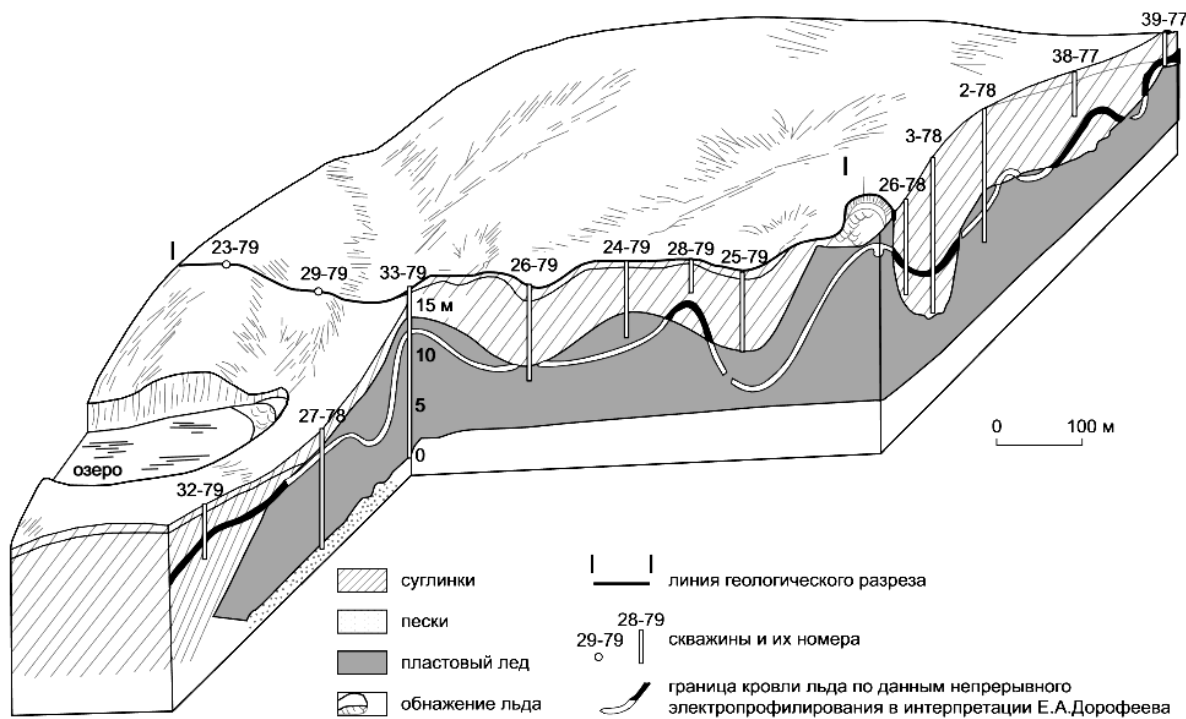 39-77
38-77
2-78
3-78
I
26-78
I
23-79
29-79
33-79
26-79
24-79
28-79
25-79
15 м
10
5
0
27-78
озеро
32-79
0 100 м
суглинки
пески
пластовый лед
обнажение льда
I I
линия геологического разреза
28-79
29-79
скважины и их номера
граница кровли льда по данным непрерывного
электропрофилирования в интерпретации Е.А.Дорофеева